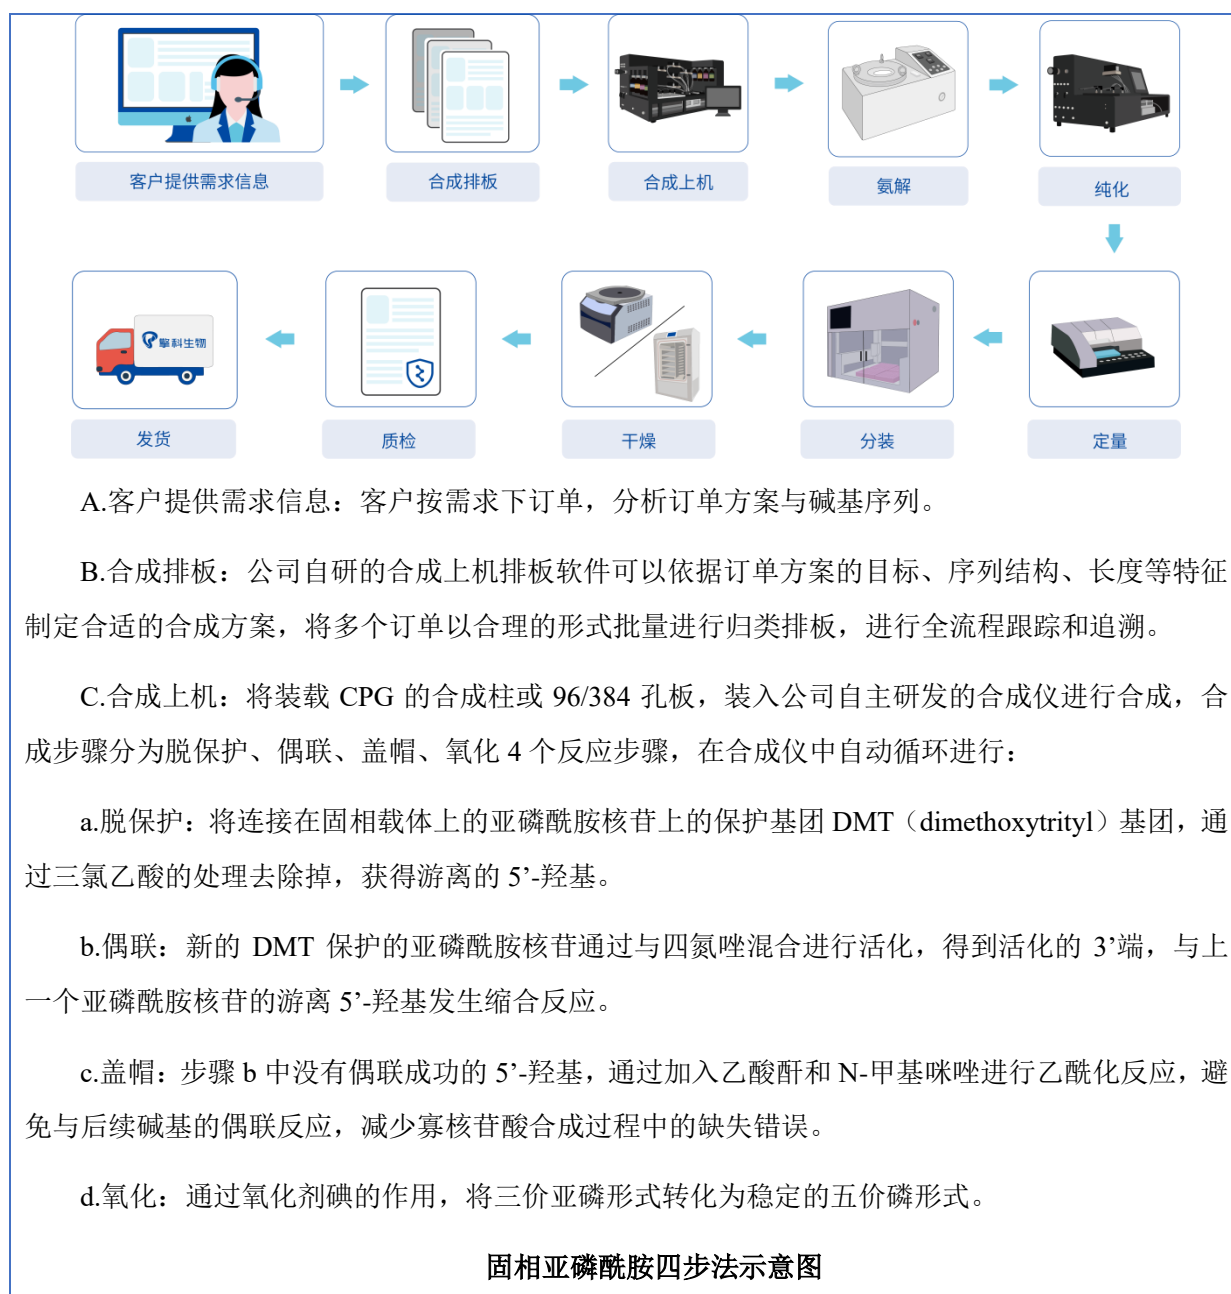 客户提供需求信息
合成排板
合成上机
氨解
纯化
擎科生物
发货
质检
干燥
分装
定量
A.客户提供需求信息：客户按需求下订单，分析订单方案与碱基序列。
B.合成排板：公司自研的合成上机排板软件可以依据订单方案的目标、序列结构、长度等特征
制定合适的合成方案，将多个订单以合理的形式批量进行归类排板，进行全流程跟踪和追溯。
C.合成上机：将装载 CPG 的合成柱或 96/384 孔板，装入公司自主研发的合成仪进行合成，合
成步骤分为脱保护、偶联、盖帽、氧化 4 个反应步骤，在合成仪中自动循环进行：
a.脱保护：将连接在固相载体上的亚磷酰胺核苷上的保护基团 DMT（dimethoxytrityl）基团，通
过三氯乙酸的处理去除掉，获得游离的 5’-羟基。
b.偶联：新的 DMT 保护的亚磷酰胺核苷通过与四氮唑混合进行活化，得到活化的 3’端，与上
一个亚磷酰胺核苷的游离 5’-羟基发生缩合反应。
c.盖帽：步骤 b 中没有偶联成功的 5’-羟基，通过加入乙酸酐和 N-甲基咪唑进行乙酰化反应，避
免与后续碱基的偶联反应，减少寡核苷酸合成过程中的缺失错误。
d.氧化：通过氧化剂碘的作用，将三价亚磷形式转化为稳定的五价磷形式。
固相亚磷酰胺四步法示意图